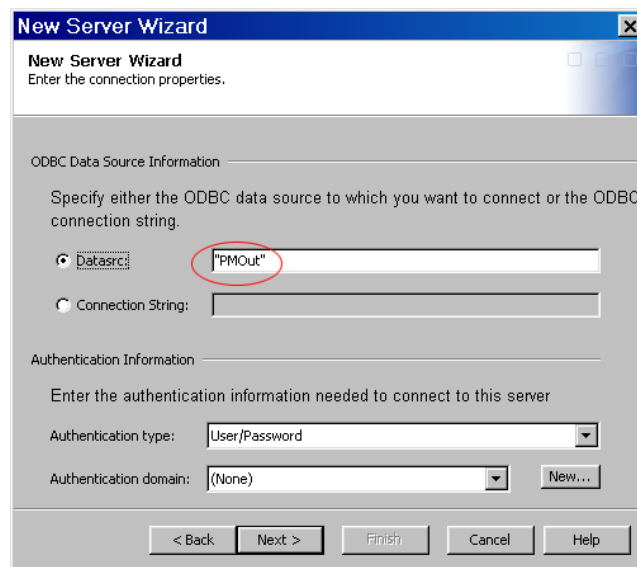 New Server Wizard
New Server Wizard
Enter the connection properties.
ODBC Data Source Information
Specify either the ODBC data source to which you want to connect or the ODBC
connection string.
Datasrc: "PMOut"
Connection String:
Authentication Information
Enter the authentication information needed to connect to this server
Authentication type: User/Password
Authentication domain: (None) New...
< Back Next > Finish Cancel Help